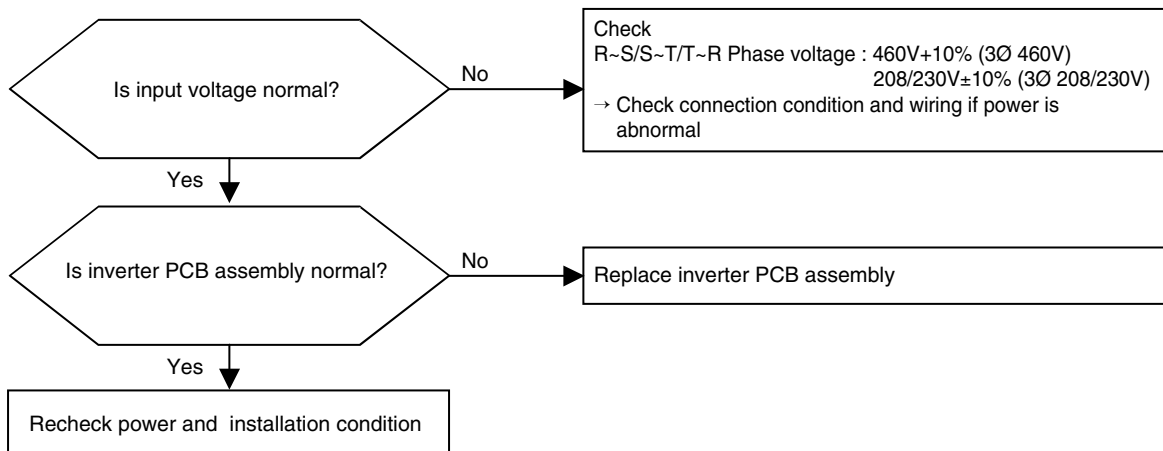 Is input voltage normal?
No
Check
R~S/S~T/T~R Phase voltage : 460V+10% (3Ø 460V)
208/230V±10% (3Ø 208/230V)
→ Check connection condition and wiring if power is
abnormal
Yes
Is inverter PCB assembly normal?
No
Replace inverter PCB assembly
Yes
Recheck power and installation condition